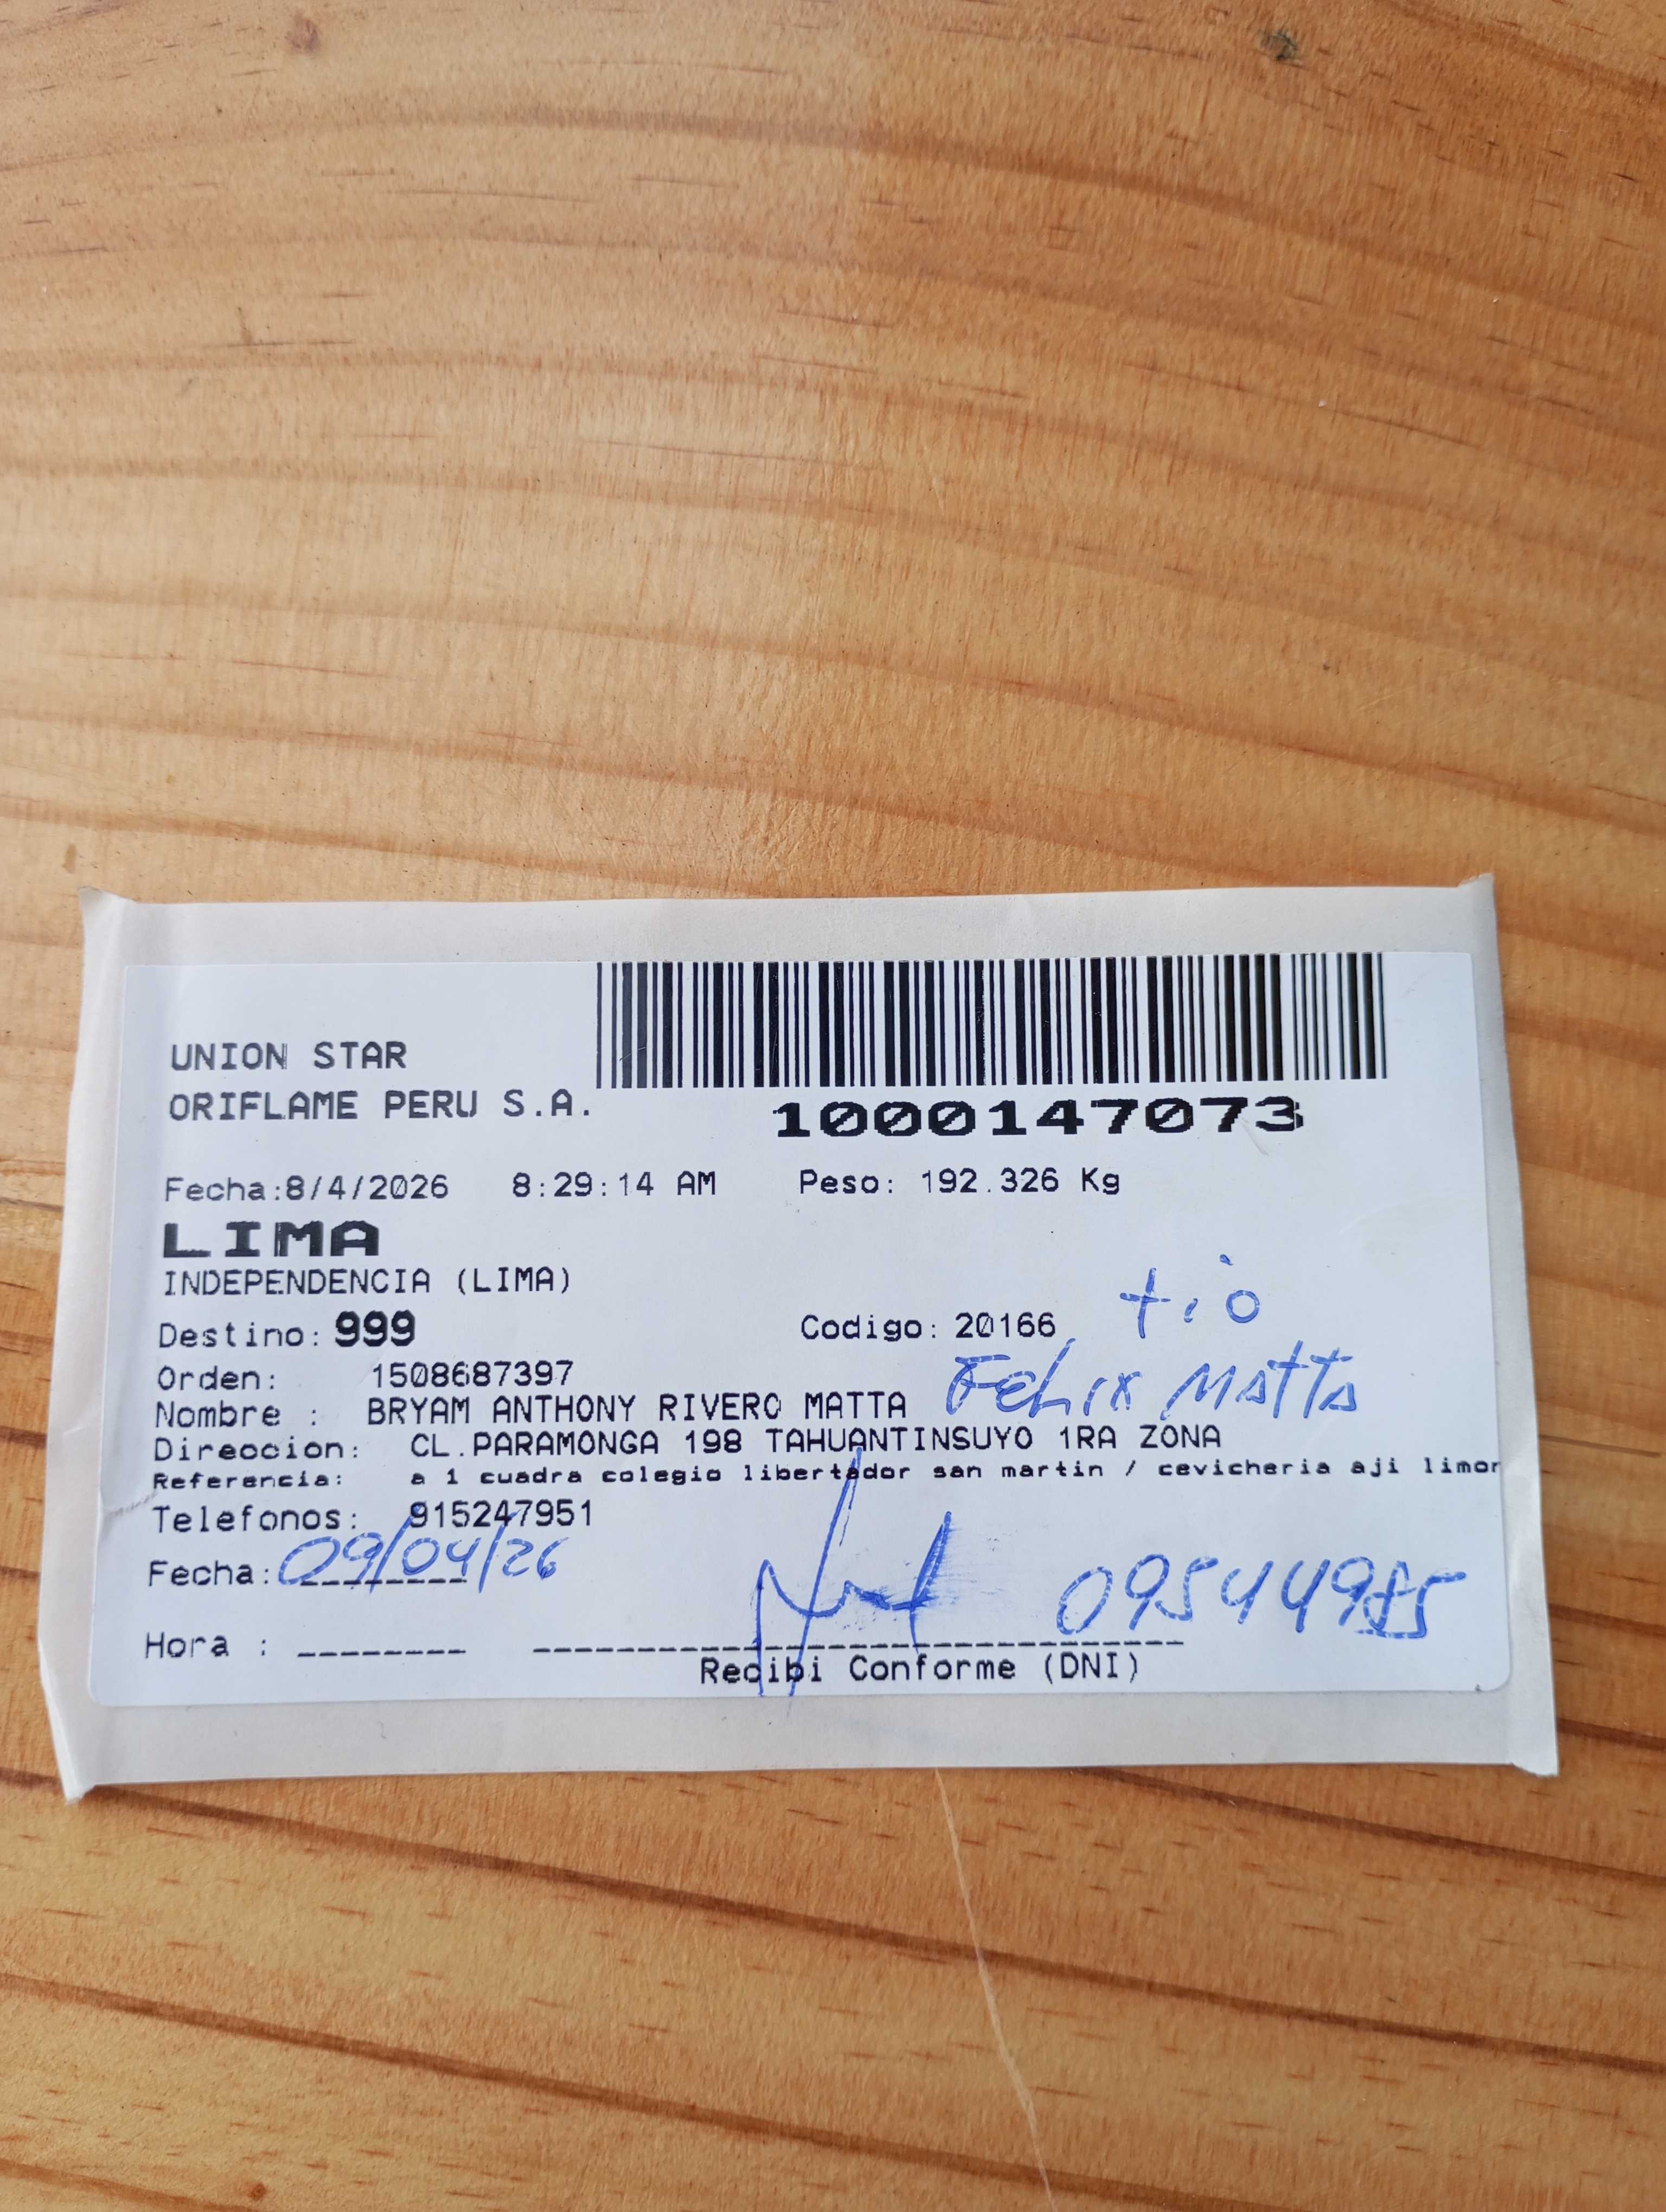 UNION STAR
ORIFLAME PERU S.A.
1000147073
Fecha:8/4/2026 8:29:14 AM Peso: 192.326 Kg
LIMA
INDEPENDENCIA (LIMA)
tio
Destino: 999 Codigo: 20166
Orden: 1508687397
Felix Matta
Nombre : BRYAM ANTHONY RIVERO MATTA
Direccion: CL.PARAMONGA 198 TAHUANTINSUYO 1RA ZONA
Referencia: a 1 cuadra colegio libertador san martin / cevicheria aji limor
Telefonos: 915247951
Fecha: 09/04/26
09544985
Hora : ________
Recibi Conforme (DNI)